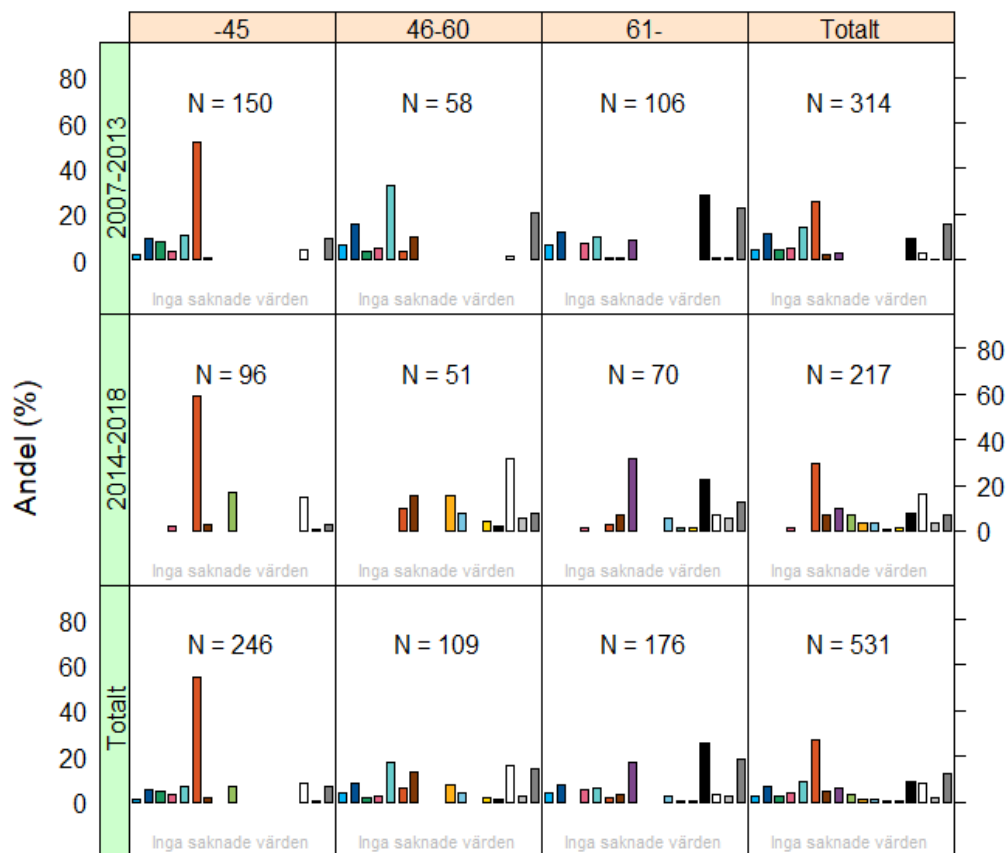 -45 46-60 61- Totalt
2007-2013
80
60
40
20
0
N = 150 N = 58 N = 106 N = 314
Inga saknade värden Inga saknade värden Inga saknade värden Inga saknade värden
Andel (%)
2014-2018
N = 96 N = 51 N = 70 N = 217
80
60
40
20
0
Inga saknade värden Inga saknade värden Inga saknade värden Inga saknade värden
Totalt
80
60
40
20
0
N = 246 N = 109 N = 176 N = 531
Inga saknade värden Inga saknade värden Inga saknade värden Inga saknade värden